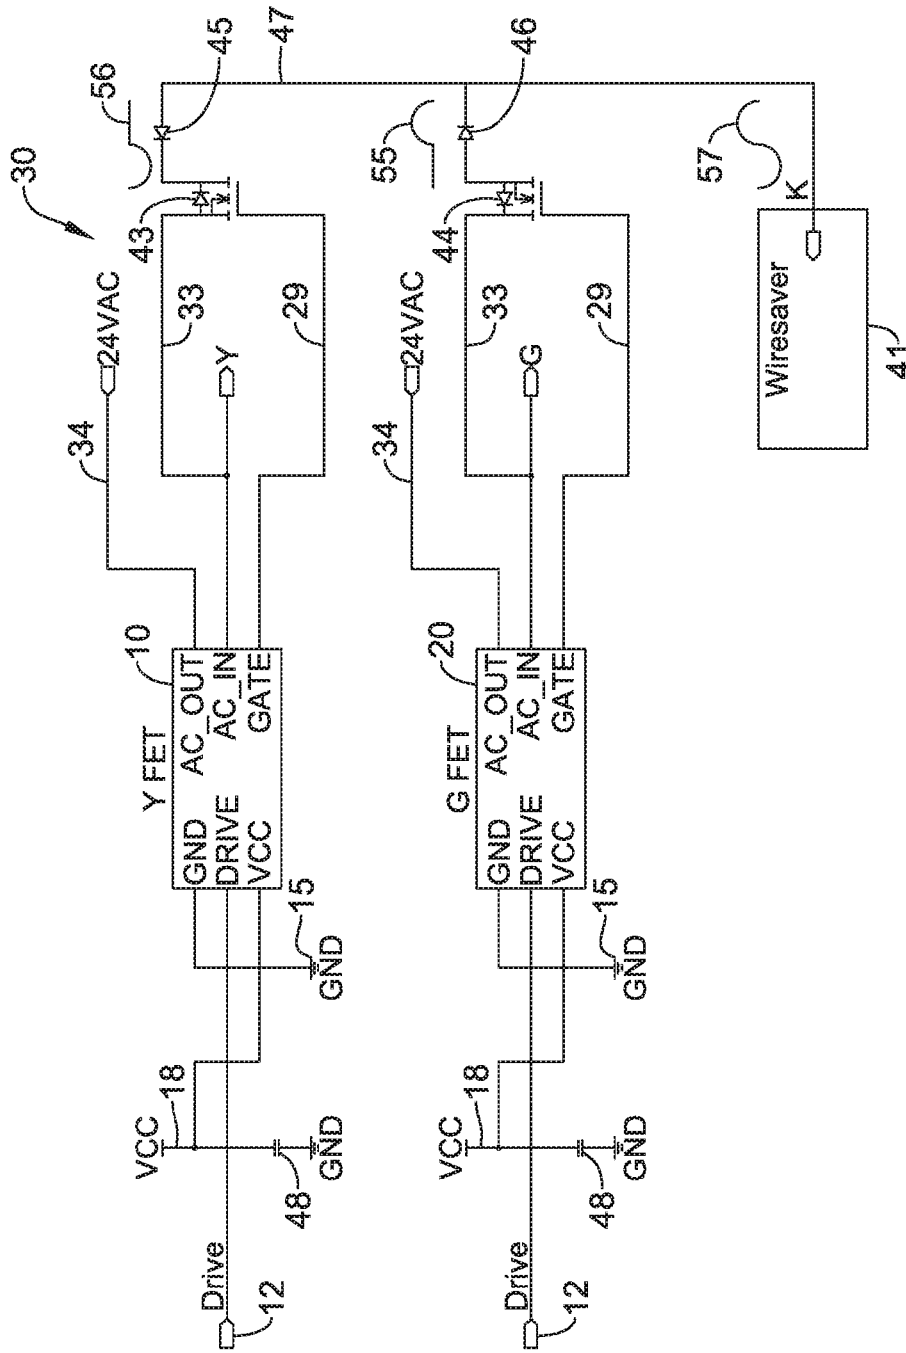 30
56
45
47
34
24VAC
43
33
Y
29
Y FET
10
GND
DRIVE
VCC
AC_OUT
AC_IN
GATE
VCC
18
15
GND
48
GND
Drive
12
55
46
34
24VAC
44
33
G
29
G FET
20
GND
DRIVE
VCC
AC_OUT
AC_IN
GATE
VCC
18
15
GND
48
GND
Drive
12
57
K
Wiresaver
41